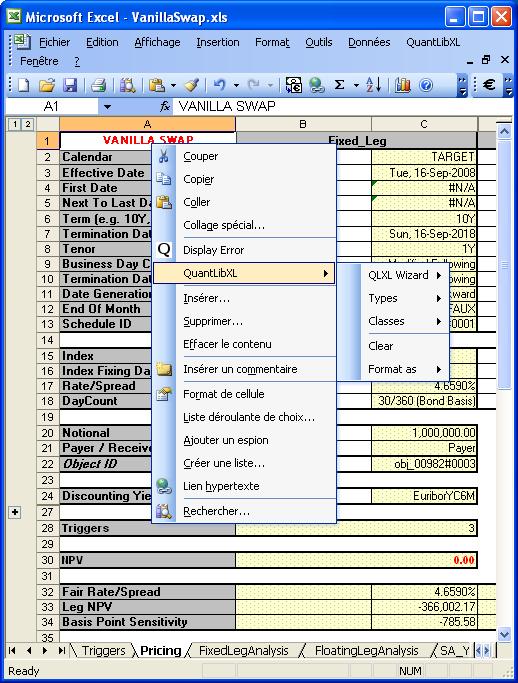 Microsoft Excel - VanillaSwap.xls
Fichier Edition Affichage Insertion Format Outils Données QuantLibXL
Fenêtre ?
A1 fx VANILLA SWAP
1 2 A B C
1 VANILLA SWAP Fixed_Leg
2 Calendar TARGET
3 Effective Date Tue, 16-Sep-2008
4 First Date #N/A
5 Next To Last Da #N/A
6 Term (e.g. 10Y, 10Y
7 Termination Dat Sun, 16-Sep-2018
8 Tenor 1Y
9 Business Day C Modified Following
10 Termination Dat Following
11 Date Generation ward
12 End Of Month FAUX
13 Schedule ID #0001
14
15 Index
16 Index Fixing Day
17 Rate/Spread 4.6590%
18 DayCount 30/360 (Bond Basis)
19
20 Notional 1,000,000.00
21 Payer / Receive Payer
22 Object ID obj_00982#0003
23
24 Discounting Yie EuriborYC6M
27
28 Triggers 3
29
30 NPV 0.00
31
32 Fair Rate/Spread 4.6590%
33 Leg NPV -366,002.17
34 Basis Point Sensitivity -785.58
35
Couper
Copier
Coller
Collage spécial...
Display Error
QuantLibXL
Insérer...
Supprimer...
Effacer le contenu
Insérer un commentaire
Format de cellule
Liste déroulante de choix...
Ajouter un espion
Créer une liste...
Lien hypertexte
Rechercher...
QLXL Wizard
Types
Classes
Clear
Format as
Triggers Pricing FixedLegAnalysis FloatingLegAnalysis SA_Y
Ready NUM